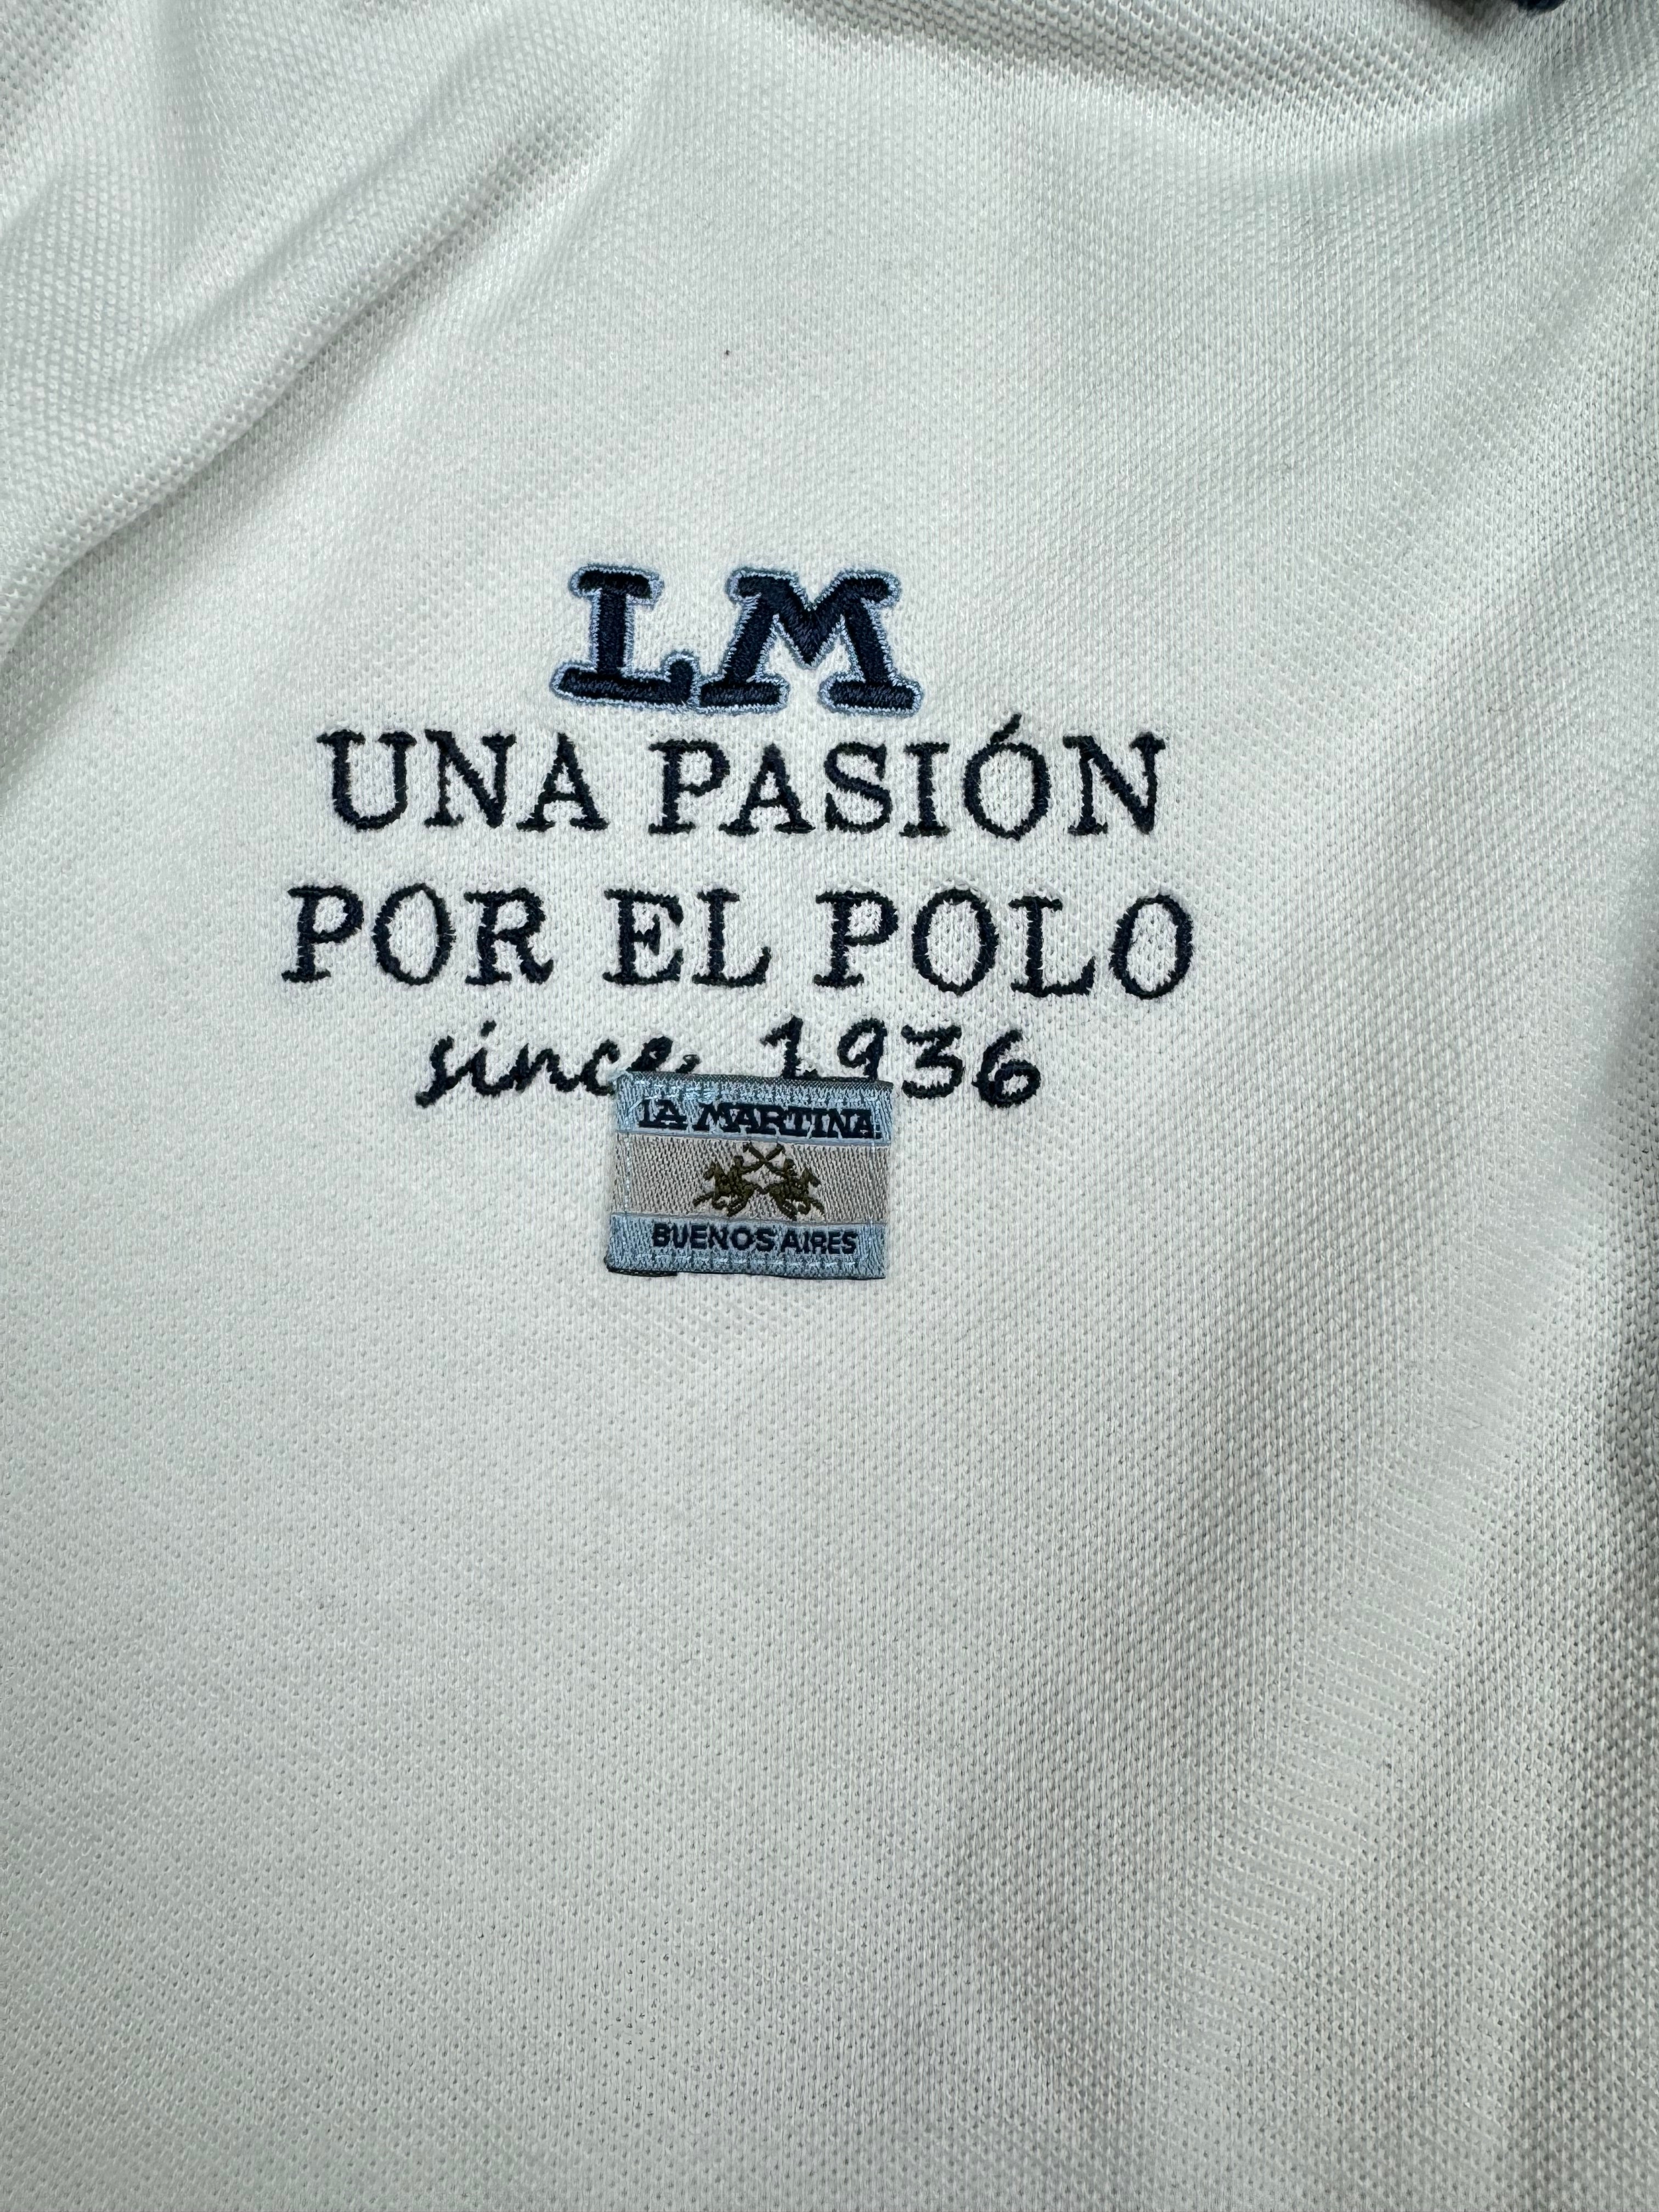 LM
UNA PASIÓN
POR EL POLO
since 1936
LA MARTINA
BUENOS AIRES